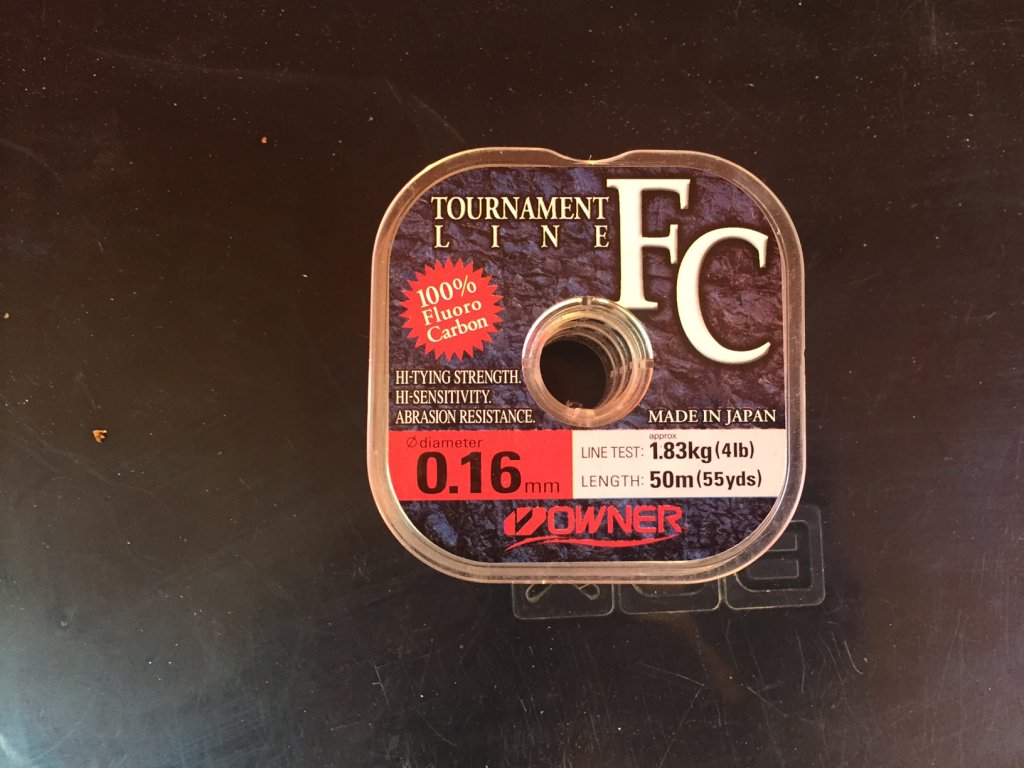 TOURNAMENT
LINE
FC
100%
Fluoro
Carbon
HI-TYING STRENGTH.
HI-SENSITIVITY.
ABRASION RESISTANCE.
MADE IN JAPAN
Ø diameter
0.16mm
approx
LINE TEST: 1.83kg (4lb)
LENGTH: 50m (55yds)
OWNER